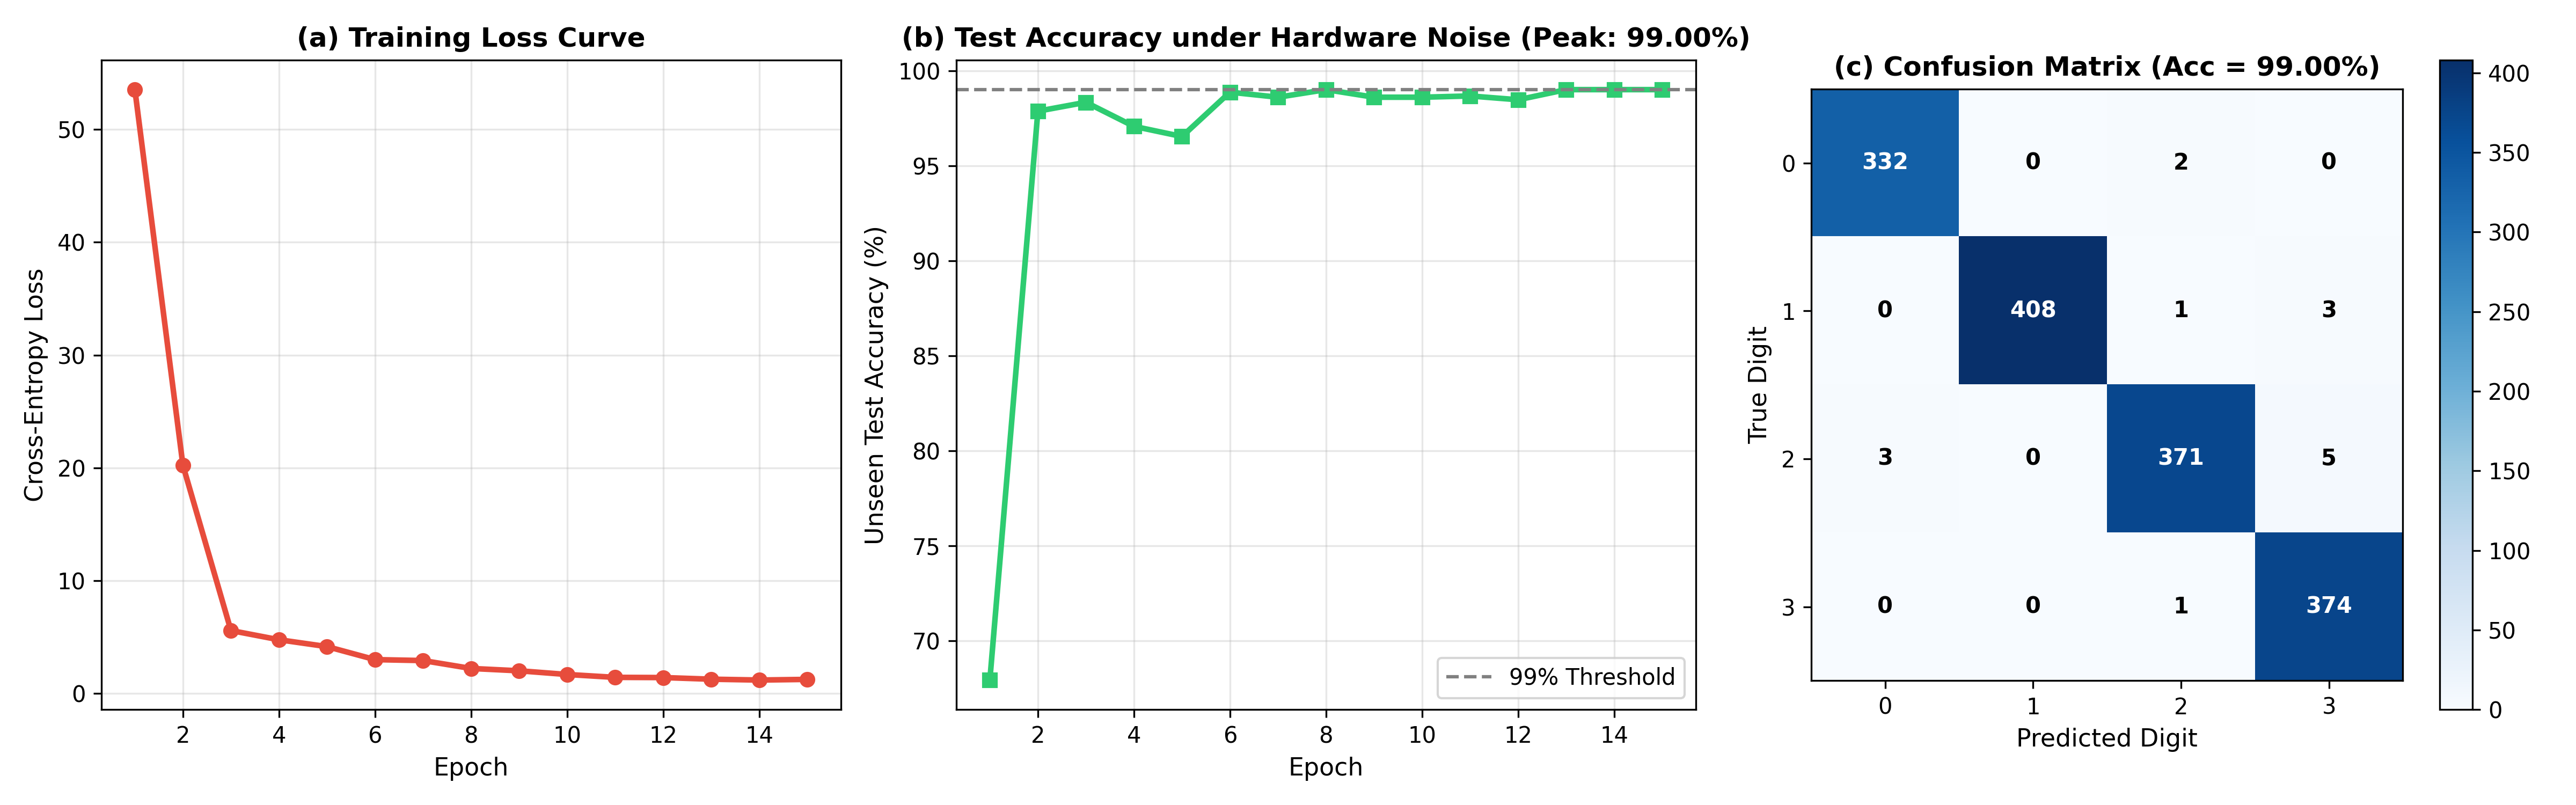 (a) Training Loss Curve
50
40
30
20
10
0
Cross-Entropy Loss
2 4 6 8 10 12 14
Epoch
(b) Test Accuracy under Hardware Noise (Peak: 99.00%)
100
95
90
85
80
75
70
Unseen Test Accuracy (%)
99% Threshold
2 4 6 8 10 12 14
Epoch
(c) Confusion Matrix (Acc = 99.00%)
True Digit
0 332 0 2 0
1 0 408 1 3
2 3 0 371 5
3 0 0 1 374
0 1 2 3
Predicted Digit
400
350
300
250
200
150
100
50
0